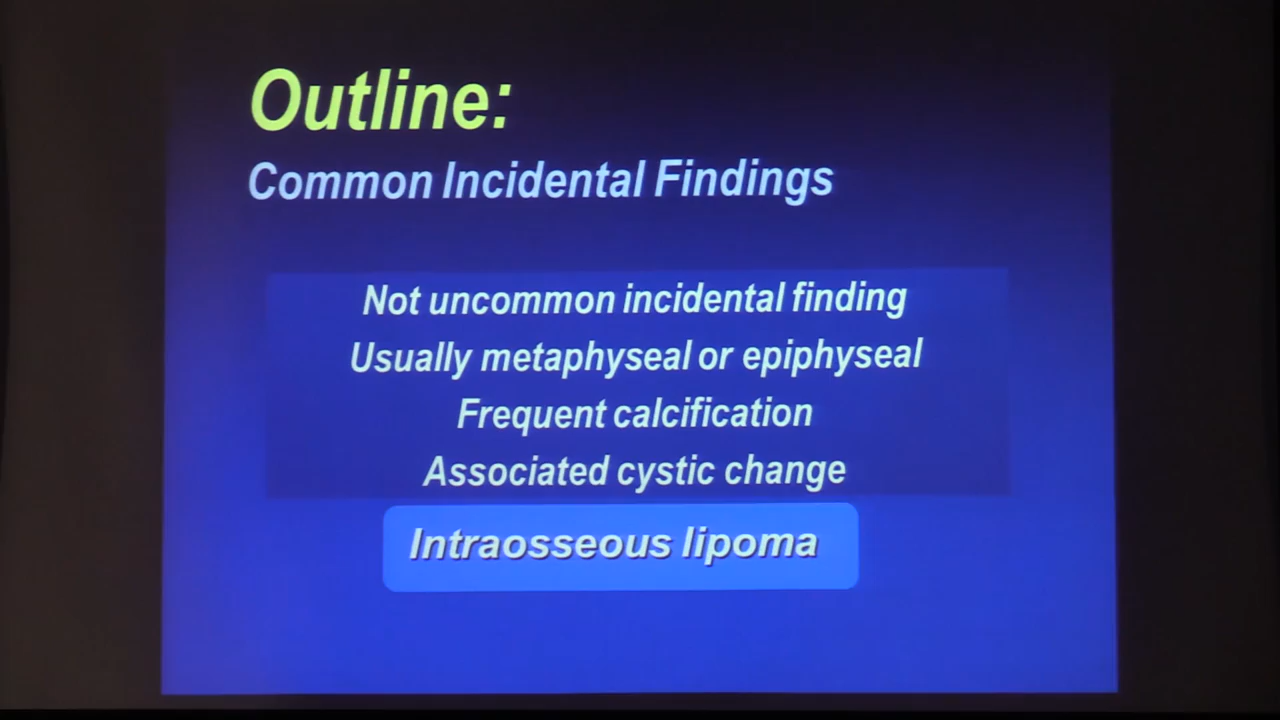 Outline:
Common Incidental Findings
Not uncommon incidental finding
Usually metaphyseal or epiphyseal
Frequent calcification
Associated cystic change
Intraosseous lipoma